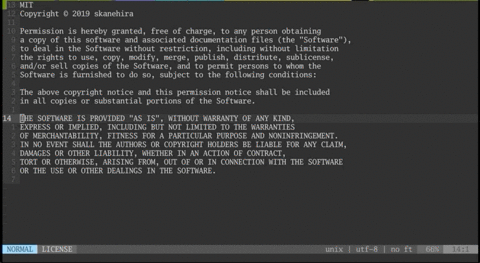 13 MIT
12 Copyright © 2019 skanehira
11
10 Permission is hereby granted, free of charge, to any person obtaining
9 a copy of this software and associated documentation files (the "Software"),
8 to deal in the Software without restriction, including without limitation
7 the rights to use, copy, modify, merge, publish, distribute, sublicense,
6 and/or sell copies of the Software, and to permit persons to whom the
5 Software is furnished to do so, subject to the following conditions:
4
3 The above copyright notice and this permission notice shall be included
2 in all copies or substantial portions of the Software.
1
14 THE SOFTWARE IS PROVIDED "AS IS", WITHOUT WARRANTY OF ANY KIND,
1 EXPRESS OR IMPLIED, INCLUDING BUT NOT LIMITED TO THE WARRANTIES
2 OF MERCHANTABILITY, FITNESS FOR A PARTICULAR PURPOSE AND NONINFRINGEMENT.
3 IN NO EVENT SHALL THE AUTHORS OR COPYRIGHT HOLDERS BE LIABLE FOR ANY CLAIM,
4 DAMAGES OR OTHER LIABILITY, WHETHER IN AN ACTION OF CONTRACT,
5 TORT OR OTHERWISE, ARISING FROM, OUT OF OR IN CONNECTION WITH THE SOFTWARE
6 OR THE USE OR OTHER DEALINGS IN THE SOFTWARE.
7
NORMAL LICENSE unix | utf-8 | no ft 66% 14:1